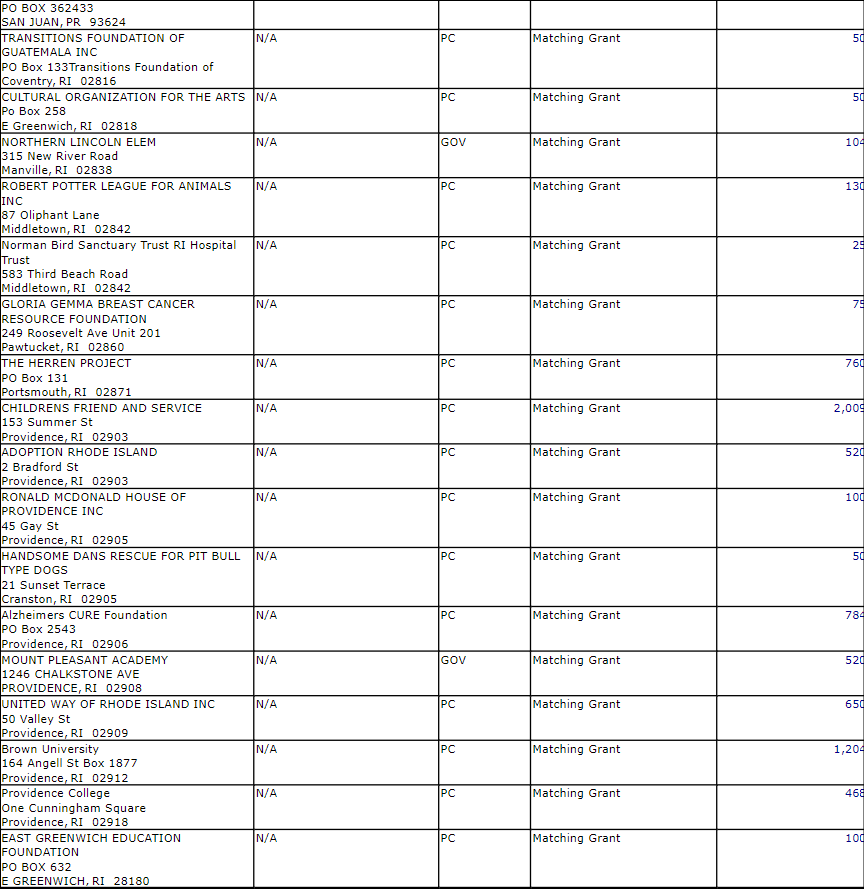 PO BOX 362433
SAN JUAN, PR 93624
TRANSITIONS FOUNDATION OF N/A PC Matching Grant 50
GUATEMALA INC
PO Box 133Transitions Foundation of
Coventry, RI 02816
CULTURAL ORGANIZATION FOR THE ARTS N/A PC Matching Grant 50
Po Box 258
E Greenwich, RI 02818
NORTHERN LINCOLN ELEM N/A GOV Matching Grant 104
315 New River Road
Manville, RI 02838
ROBERT POTTER LEAGUE FOR ANIMALS N/A PC Matching Grant 130
INC
87 Oliphant Lane
Middletown, RI 02842
Norman Bird Sanctuary Trust RI Hospital N/A PC Matching Grant 25
Trust
583 Third Beach Road
Middletown, RI 02842
GLORIA GEMMA BREAST CANCER N/A PC Matching Grant 75
RESOURCE FOUNDATION
249 Roosevelt Ave Unit 201
Pawtucket, RI 02860
THE HERREN PROJECT N/A PC Matching Grant 760
PO Box 131
Portsmouth, RI 02871
CHILDRENS FRIEND AND SERVICE N/A PC Matching Grant 2,009
153 Summer St
Providence, RI 02903
ADOPTION RHODE ISLAND N/A PC Matching Grant 520
2 Bradford St
Providence, RI 02903
RONALD MCDONALD HOUSE OF N/A PC Matching Grant 100
PROVIDENCE INC
45 Gay St
Providence, RI 02905
HANDSOME DANS RESCUE FOR PIT BULL N/A PC Matching Grant 50
TYPE DOGS
21 Sunset Terrace
Cranston, RI 02905
Alzheimers CURE Foundation N/A PC Matching Grant 784
PO Box 2543
Providence, RI 02906
MOUNT PLEASANT ACADEMY N/A GOV Matching Grant 520
1246 CHALKSTONE AVE
PROVIDENCE, RI 02908
UNITED WAY OF RHODE ISLAND INC N/A PC Matching Grant 650
50 Valley St
Providence, RI 02909
Brown University N/A PC Matching Grant 1,204
164 Angell St Box 1877
Providence, RI 02912
Providence College N/A PC Matching Grant 468
One Cunningham Square
Providence, RI 02918
EAST GREENWICH EDUCATION N/A PC Matching Grant 100
FOUNDATION
PO BOX 632
E GREENWICH, RI 28180